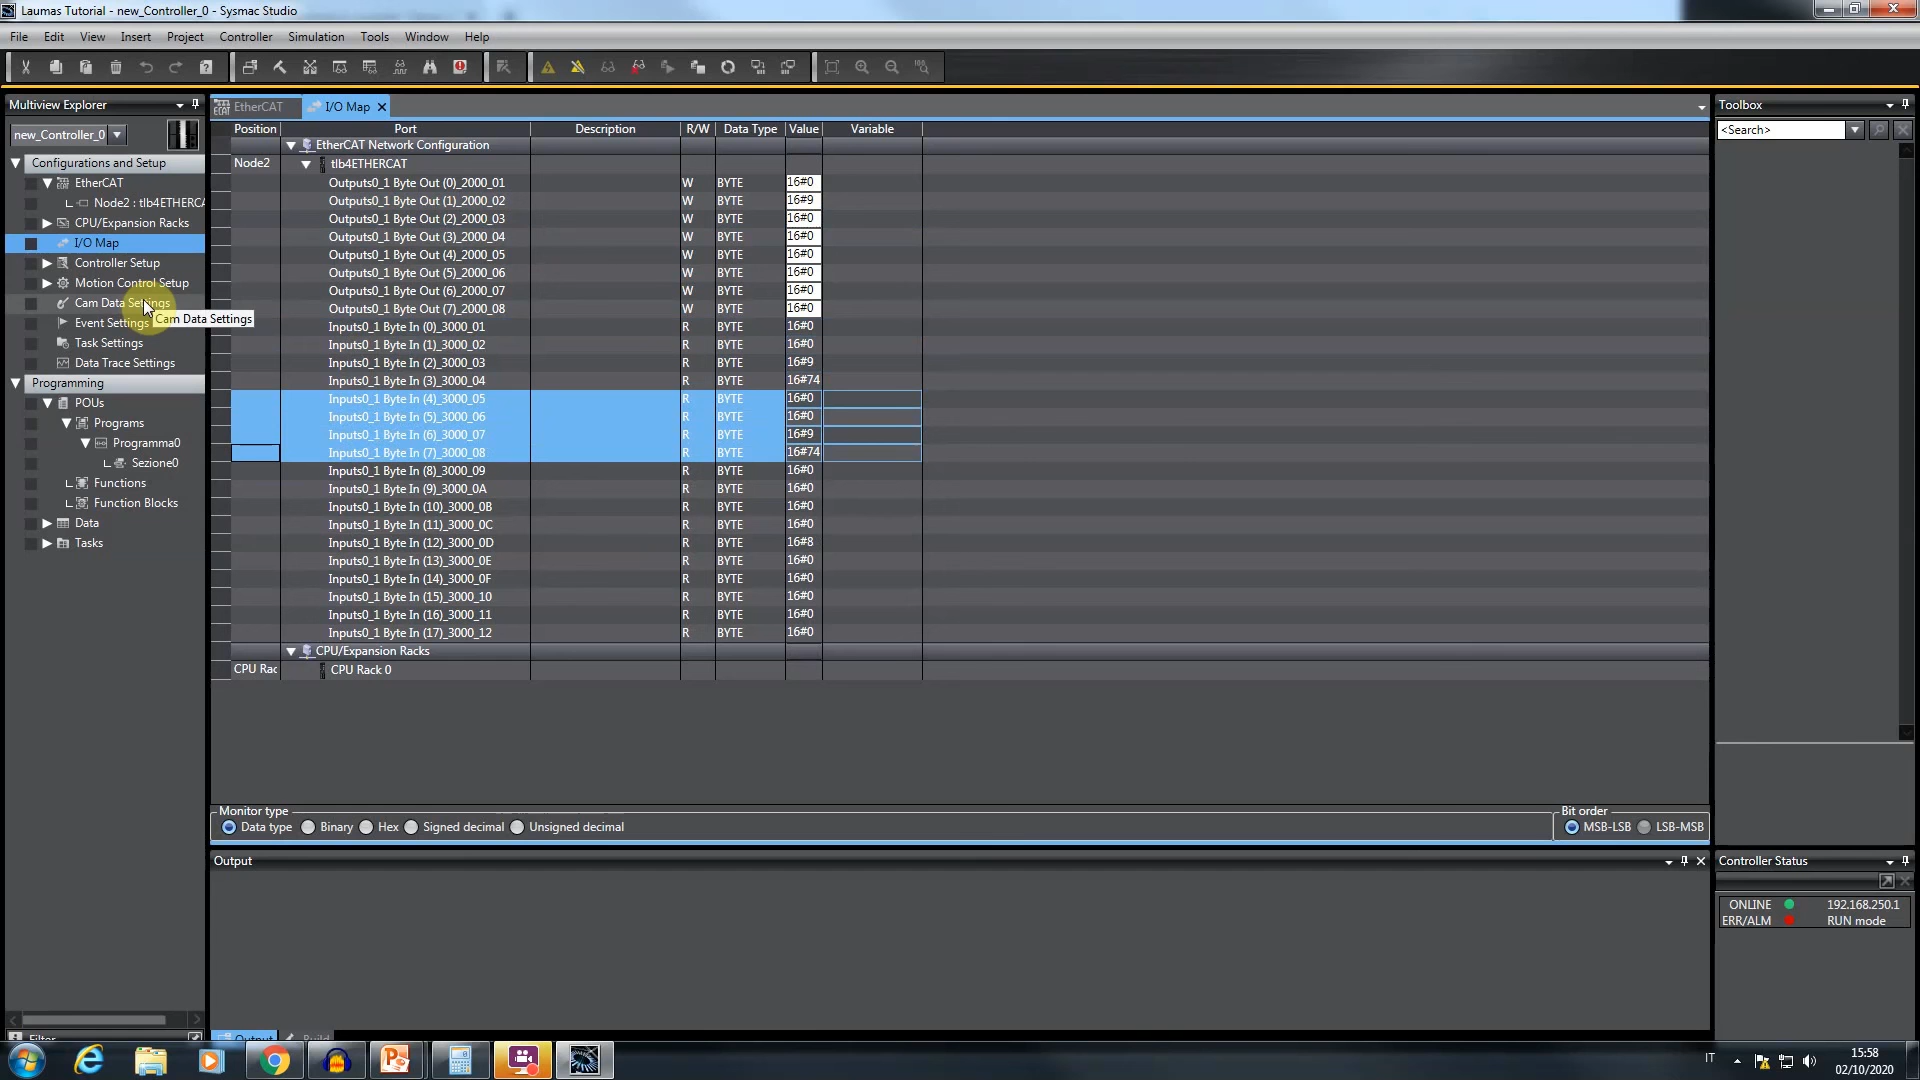 Laumas Tutorial - new_Controller_0 - Sysmac Studio
File Edit View Insert Project Controller Simulation Tools Window Help
Multiview Explorer
new_Controller_0
Configurations and Setup
EtherCAT
Node2 : tlb4ETHERCA
CPU/Expansion Racks
I/O Map
Controller Setup
Motion Control Setup
Cam Data Settings
Cam Data Settings
Event Settings
Task Settings
Data Trace Settings
Programming
POUs
Programs
Programma0
Sezione0
Functions
Function Blocks
Data
Tasks
EtherCAT I/O Map
Position Port Description R/W Data Type Value Variable
EtherCAT Network Configuration
Node2 tlb4ETHERCAT
Outputs0_1 Byte Out (0)_2000_01 W BYTE 16#0
Outputs0_1 Byte Out (1)_2000_02 W BYTE 16#9
Outputs0_1 Byte Out (2)_2000_03 W BYTE 16#0
Outputs0_1 Byte Out (3)_2000_04 W BYTE 16#0
Outputs0_1 Byte Out (4)_2000_05 W BYTE 16#0
Outputs0_1 Byte Out (5)_2000_06 W BYTE 16#0
Outputs0_1 Byte Out (6)_2000_07 W BYTE 16#0
Outputs0_1 Byte Out (7)_2000_08 W BYTE 16#0
Inputs0_1 Byte In (0)_3000_01 R BYTE 16#0
Inputs0_1 Byte In (1)_3000_02 R BYTE 16#0
Inputs0_1 Byte In (2)_3000_03 R BYTE 16#9
Inputs0_1 Byte In (3)_3000_04 R BYTE 16#74
Inputs0_1 Byte In (4)_3000_05 R BYTE 16#0
Inputs0_1 Byte In (5)_3000_06 R BYTE 16#0
Inputs0_1 Byte In (6)_3000_07 R BYTE 16#9
Inputs0_1 Byte In (7)_3000_08 R BYTE 16#74
Inputs0_1 Byte In (8)_3000_09 R BYTE 16#0
Inputs0_1 Byte In (9)_3000_0A R BYTE 16#0
Inputs0_1 Byte In (10)_3000_0B R BYTE 16#0
Inputs0_1 Byte In (11)_3000_0C R BYTE 16#0
Inputs0_1 Byte In (12)_3000_0D R BYTE 16#8
Inputs0_1 Byte In (13)_3000_0E R BYTE 16#0
Inputs0_1 Byte In (14)_3000_0F R BYTE 16#0
Inputs0_1 Byte In (15)_3000_10 R BYTE 16#0
Inputs0_1 Byte In (16)_3000_11 R BYTE 16#0
Inputs0_1 Byte In (17)_3000_12 R BYTE 16#0
CPU/Expansion Racks
CPU Rac CPU Rack 0
Monitor type
Data type Binary Hex Signed decimal Unsigned decimal
Bit order
MSB-LSB LSB-MSB
Output
Output Build
Toolbox
<Search>
Controller Status
ONLINE 192.168.250.1
ERR/ALM RUN mode
Filter
IT
15:58
02/10/2020